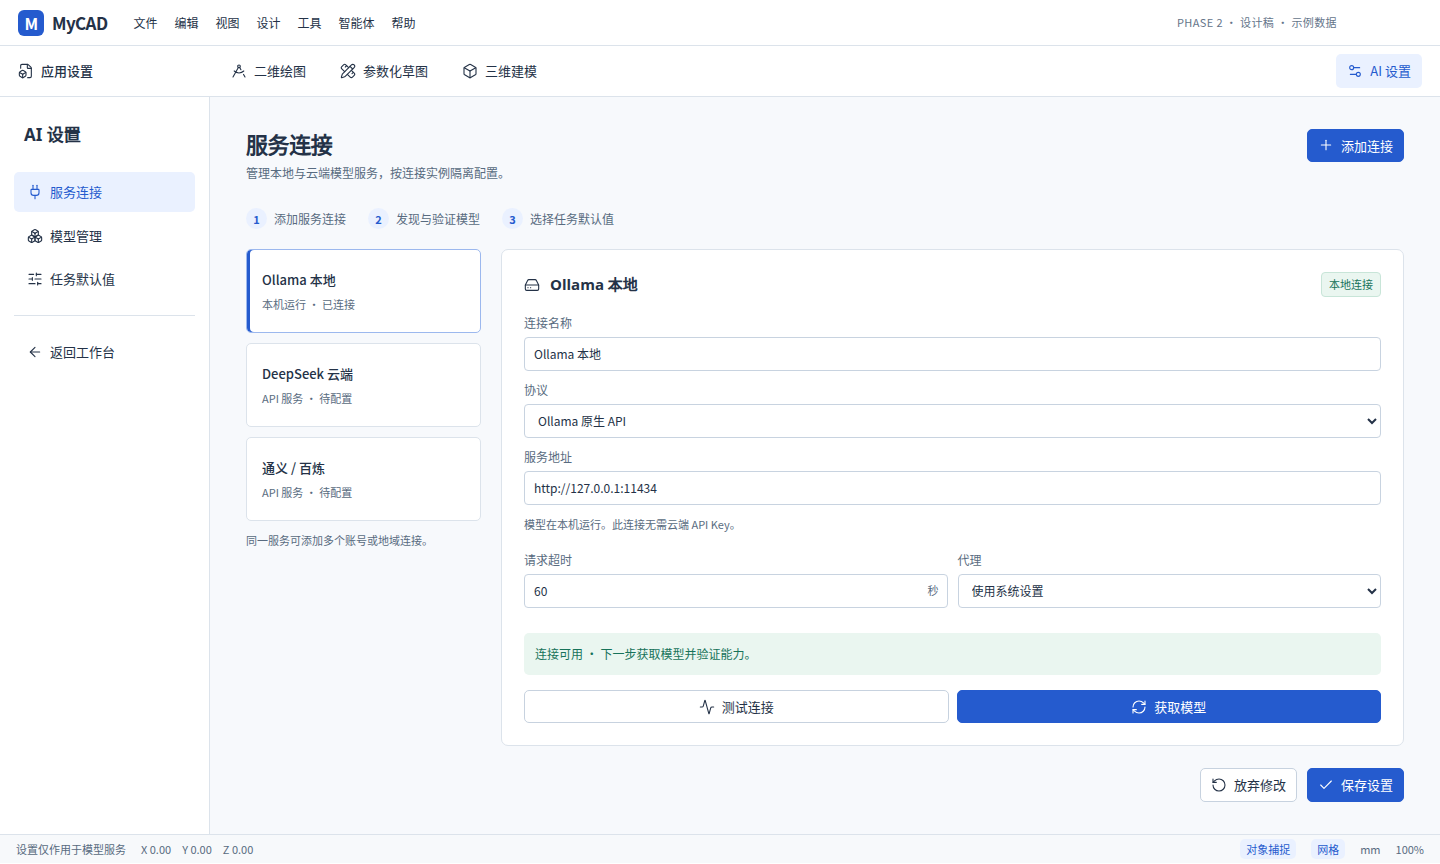 M MyCAD 文件 编辑 视图 设计 工具 智能体 帮助 PHASE 2 · 设计稿 · 示例数据
应用设置 二维绘图 参数化草图 三维建模 AI 设置
AI 设置
服务连接
模型管理
任务默认值
返回工作台
服务连接
添加连接
管理本地与云端模型服务，按连接实例隔离配置。
1 添加服务连接 2 发现与验证模型 3 选择任务默认值
Ollama 本地
本机运行 · 已连接
DeepSeek 云端
API 服务 · 待配置
通义 / 百炼
API 服务 · 待配置
同一服务可添加多个账号或地域连接。
Ollama 本地 本地连接
连接名称
Ollama 本地
协议
Ollama 原生 API
服务地址
http://127.0.0.1:11434
模型在本机运行。此连接无需云端 API Key。
请求超时 代理
60 秒 使用系统设置
连接可用 · 下一步获取模型并验证能力。
测试连接 获取模型
放弃修改 保存设置
设置仅作用于模型服务 X 0.00 Y 0.00 Z 0.00 对象捕捉 网格 mm 100%